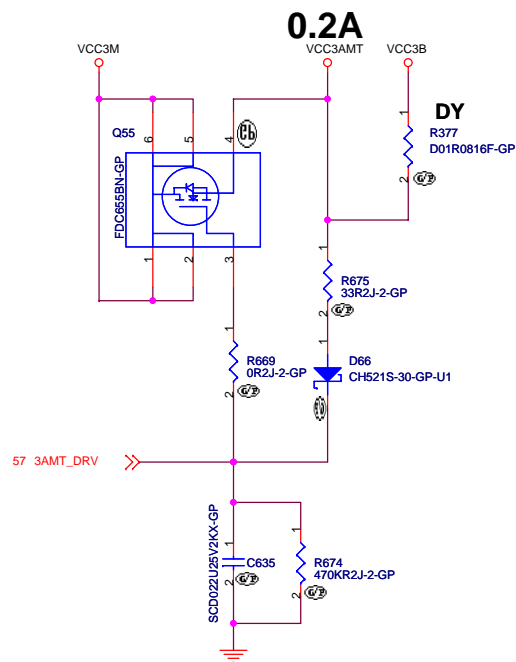 0.2A
VCC3M
VCC3AMT
VCC3B
DY
Q55
6
5
4
1
R377
D01R0816F-GP
2
G/P
FDC655BN-GP
1
2
3
1
R675
33R2J-2-GP
2
G/P
1
R669
0R2J-2-GP
2
G/P
1
D66
CH521S-30-GP-U1
57 3AMT_DRV
SCD022U25V2KX-GP
1
C635
2
G/P
1
R674
470KR2J-2-GP
2
G/P